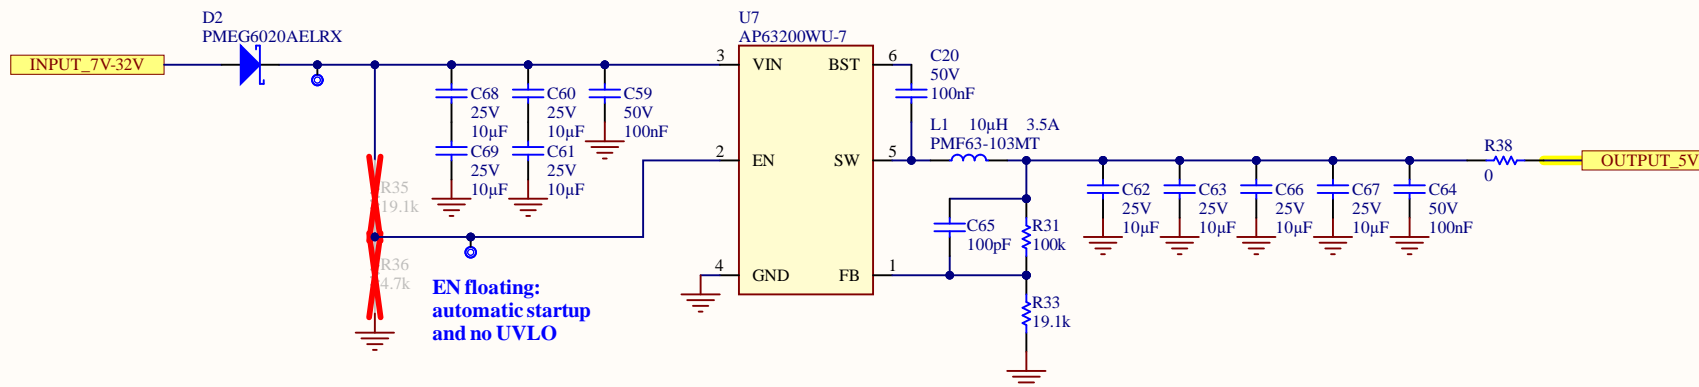 D2
PMEG6020AELRX
INPUT_7V-32V
U7
AP63200WU-7
3
VIN
BST
6
2
EN
SW
5
4
GND
FB
1
C68
25V
10µF
C69
25V
10µF
C60
25V
10µF
C61
25V
10µF
C59
50V
100nF
R35
19.1k
R36
4.7k
EN floating:
automatic startup
and no UVLO
C20
50V
100nF
L1 10µH 3.5A
PMF63-103MT
C65
100pF
R31
100k
R33
19.1k
C62
25V
10µF
C63
25V
10µF
C66
25V
10µF
C67
25V
10µF
C64
50V
100nF
R38
0
OUTPUT_5V